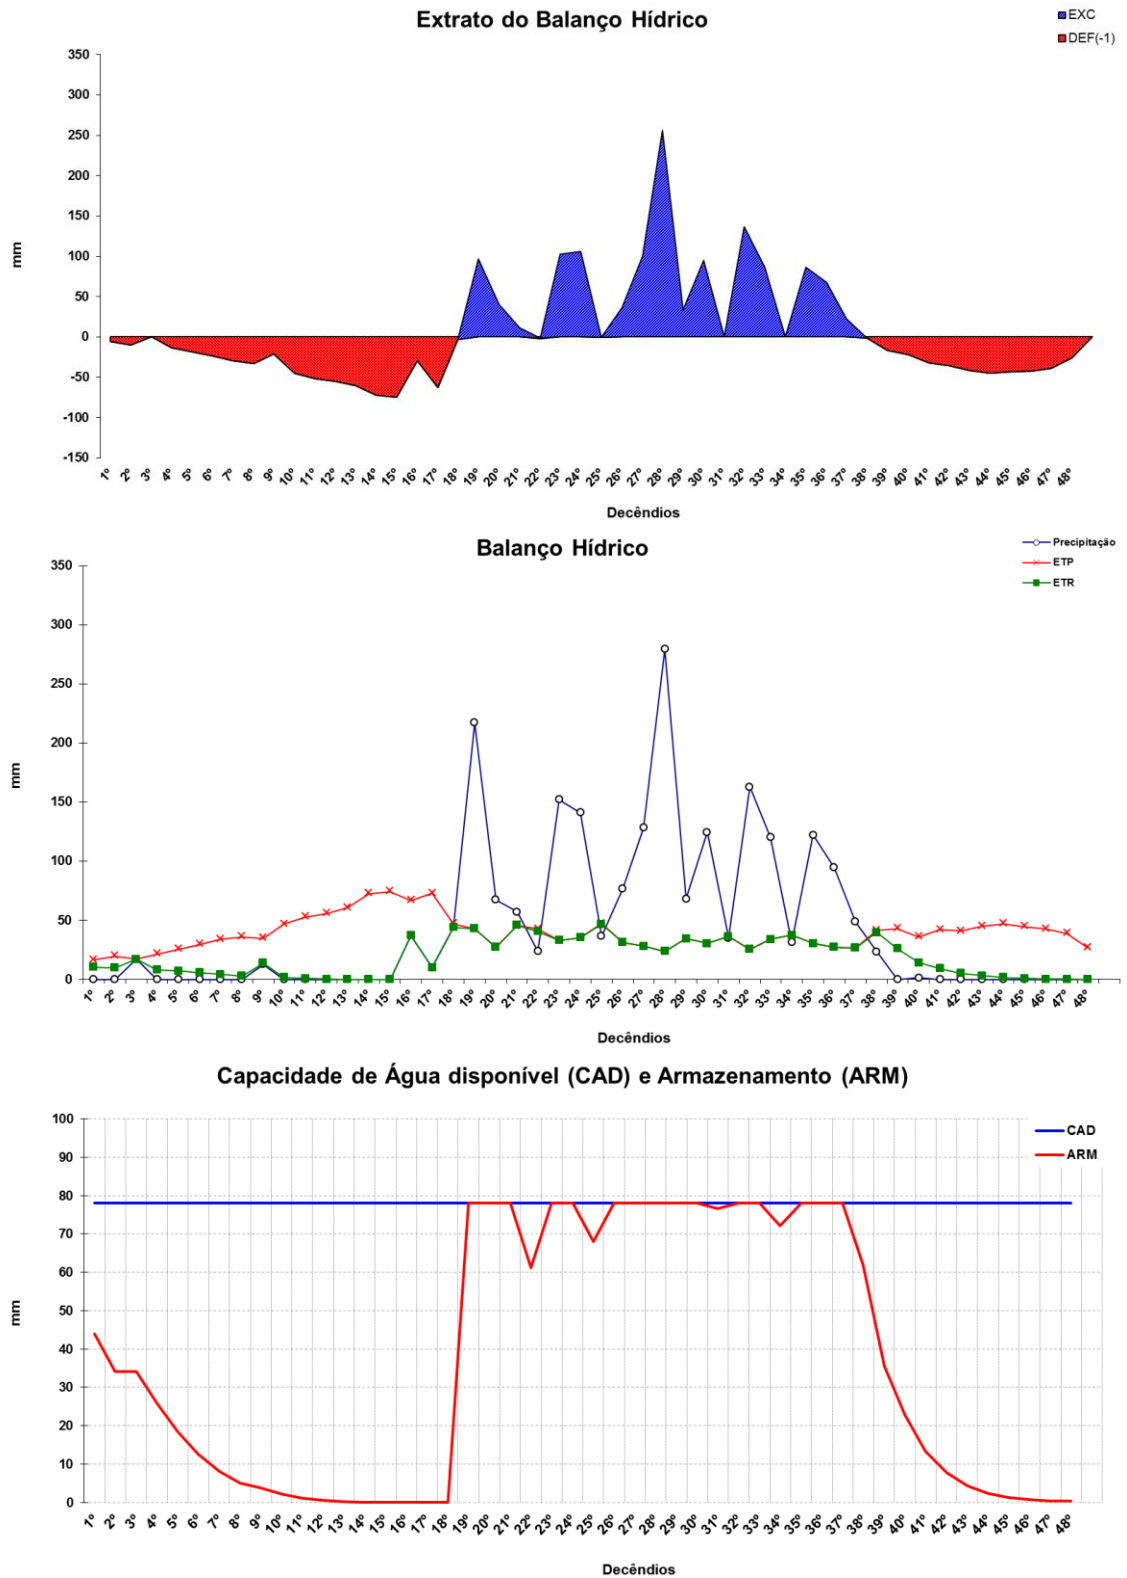 Extrato do Balanço Hídrico
EXC
DEF(-1)
350
300
250
200
150
100
50
0
-50
-100
-150
mm
1º 2º 3º 4º 5º 6º 7º 8º 9º 10º 11º 12º 13º 14º 15º 16º 17º 18º 19º 20º 21º 22º 23º 24º 25º 26º 27º 28º 29º 30º 31º 32º 33º 34º 35º 36º 37º 38º 39º 40º 41º 42º 43º 44º 45º 46º 47º 48º
Decêndios
Balanço Hídrico
Precipitação
ETP
ETR
350
300
250
200
150
100
50
0
mm
1º 2º 3º 4º 5º 6º 7º 8º 9º 10º 11º 12º 13º 14º 15º 16º 17º 18º 19º 20º 21º 22º 23º 24º 25º 26º 27º 28º 29º 30º 31º 32º 33º 34º 35º 36º 37º 38º 39º 40º 41º 42º 43º 44º 45º 46º 47º 48º
Decêndios
Capacidade de Água disponível (CAD) e Armazenamento (ARM)
CAD
ARM
100
90
80
70
60
50
40
30
20
10
0
mm
1º 2º 3º 4º 5º 6º 7º 8º 9º 10º 11º 12º 13º 14º 15º 16º 17º 18º 19º 20º 21º 22º 23º 24º 25º 26º 27º 28º 29º 30º 31º 32º 33º 34º 35º 36º 37º 38º 39º 40º 41º 42º 43º 44º 45º 46º 47º 48º
Decêndios